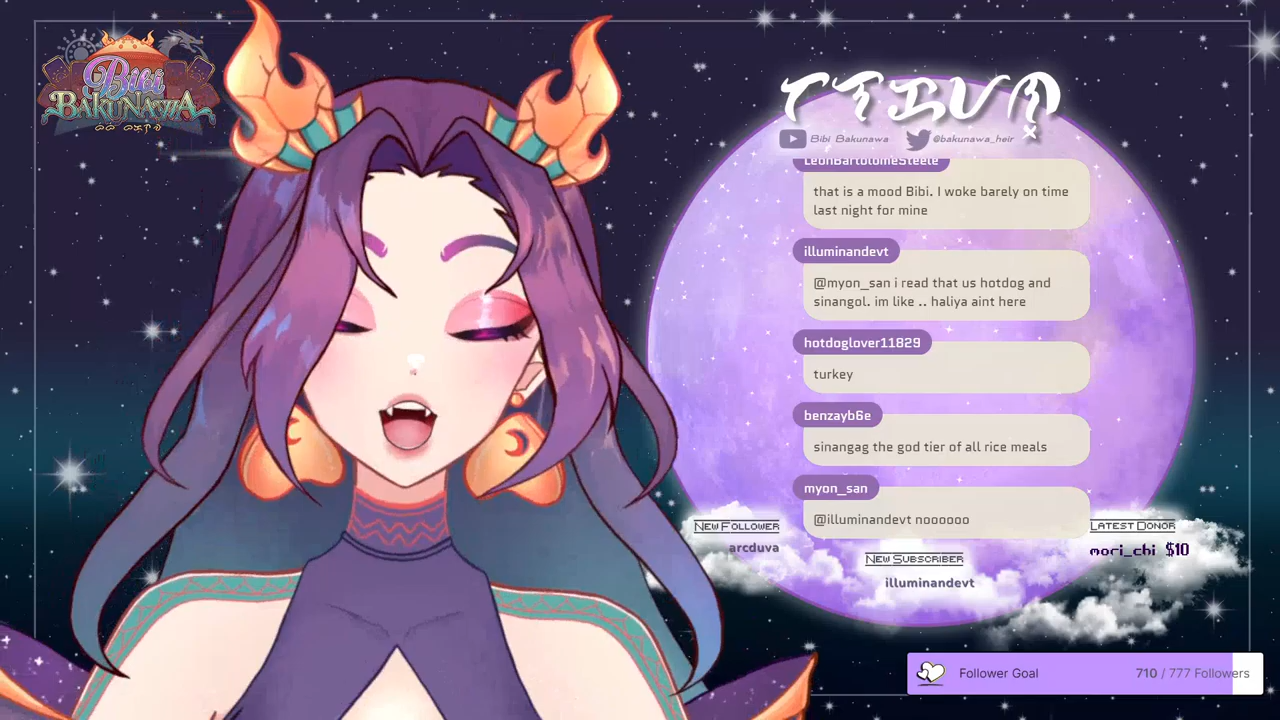 Bibi
BAKUNAWA
Bibi Bakunawa
@bakunawa_heir
LeonBartolomeSteele
that is a mood Bibi. I woke barely on time
last night for mine
illuminandevt
@myon_san i read that us hotdog and
sinangol. im like .. haliya aint here
hotdoglover11829
turkey
benzayb6e
sinangag the god tier of all rice meals
myon_san
@illuminandevt noooooo
New Follower
arcduva
New Subscriber
illuminandevt
Latest Donor
mori_chi $10
Follower Goal
710 / 777 Followers